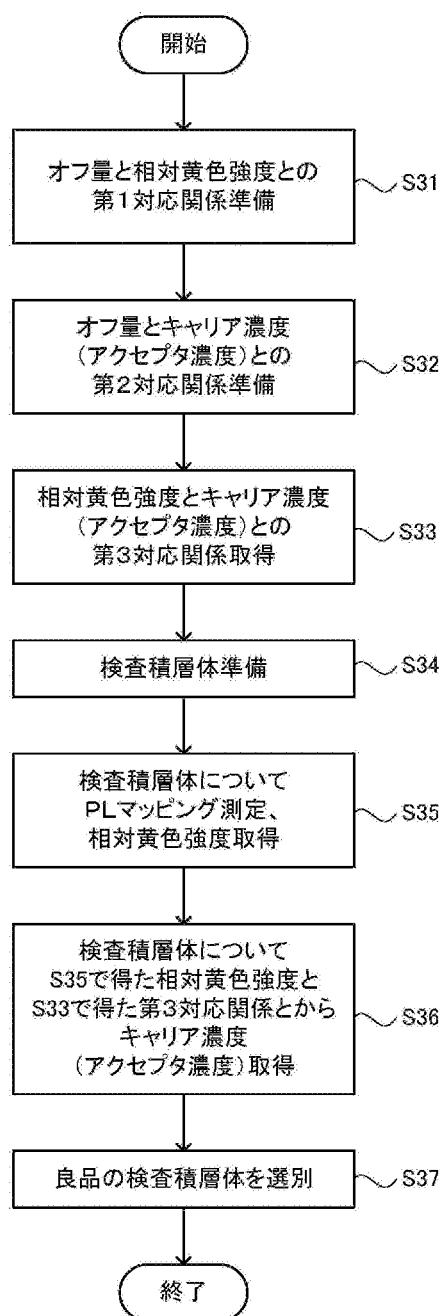 開始
オフ量と相対黄色強度との
第1対応関係準備
S31
オフ量とキャリア濃度
(アクセプタ濃度)との
第2対応関係準備
S32
相対黄色強度とキャリア濃度
(アクセプタ濃度)との
第3対応関係取得
S33
検査積層体準備
S34
検査積層体について
PLマッピング測定、
相対黄色強度取得
S35
検査積層体について
S35で得た相対黄色強度と
S33で得た第3対応関係とから
キャリア濃度
(アクセプタ濃度)取得
S36
良品の検査積層体を選別
S37
終了